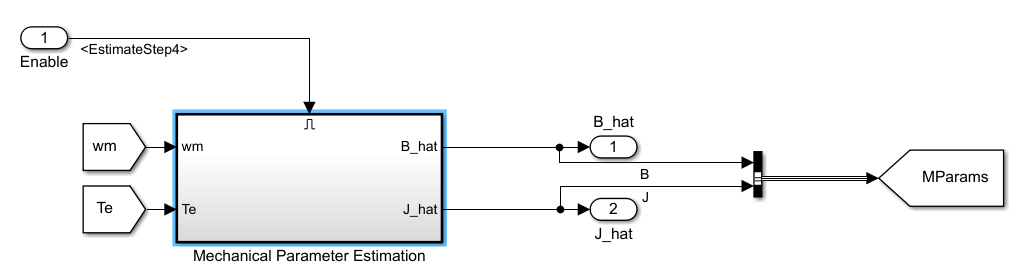 1
Enable
<EstimateStep4>
wm
Te
wm
Te
B_hat
J_hat
Mechanical Parameter Estimation
B_hat
1
B
J
2
J_hat
MParams